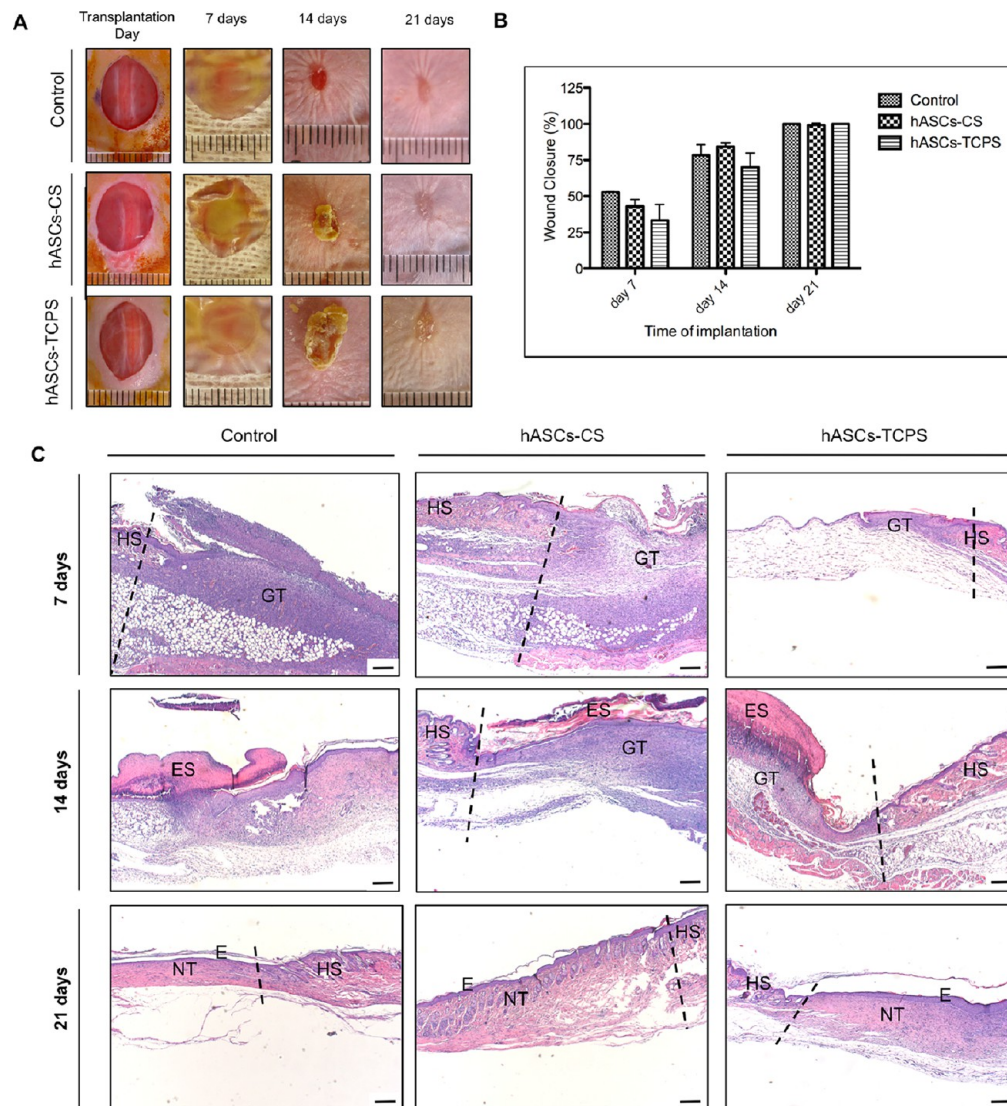 A
Transplantation
Day
7 days
14 days
21 days
Control
hASCs-CS
hASCs-TCPS
B
Wound Closure (%)
100
75
50
25
0
day 7
day 14
day 21
Time of implantation
Control
hASCs-CS
hASCs-TCPS
C
Control
hASCs-CS
hASCs-TCPS
7 days
HS
GT
HS
GT
GT
HS
14 days
ES
HS
ES
GT
ES
GT
HS
21 days
E
NT
HS
E
NT
HS
HS
E
NT